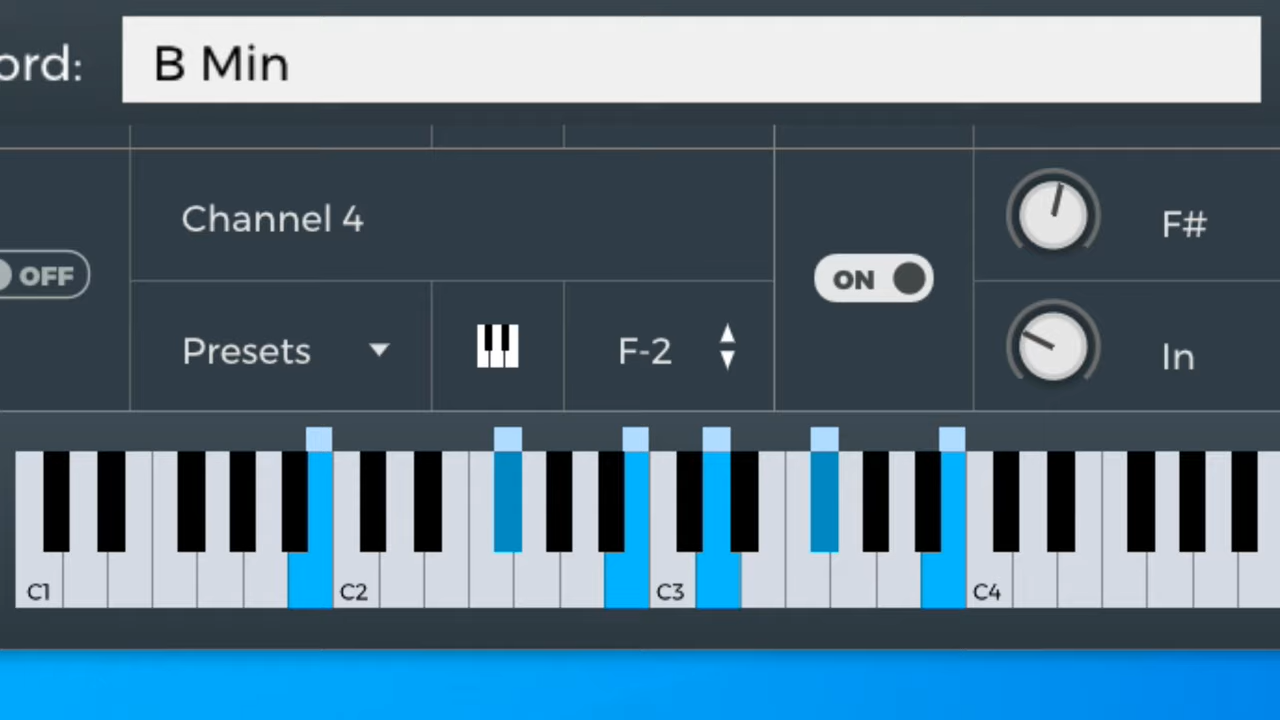 ord: B Min
Channel 4
F#
OFF
ON
Presets
F-2
In
C1 C2 C3 C4